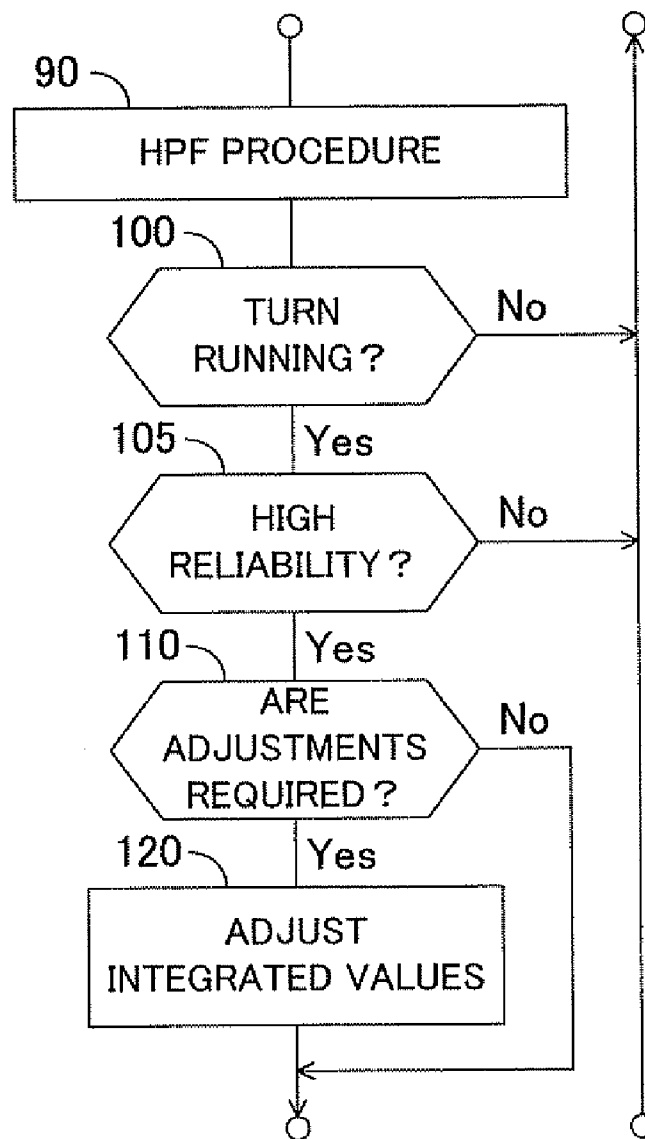 90
HPF PROCEDURE
100
TURN
RUNNING?
No
Yes
105
HIGH
RELIABILITY?
No
Yes
110
ARE
ADJUSTMENTS
REQUIRED?
No
Yes
120
ADJUST
INTEGRATED VALUES